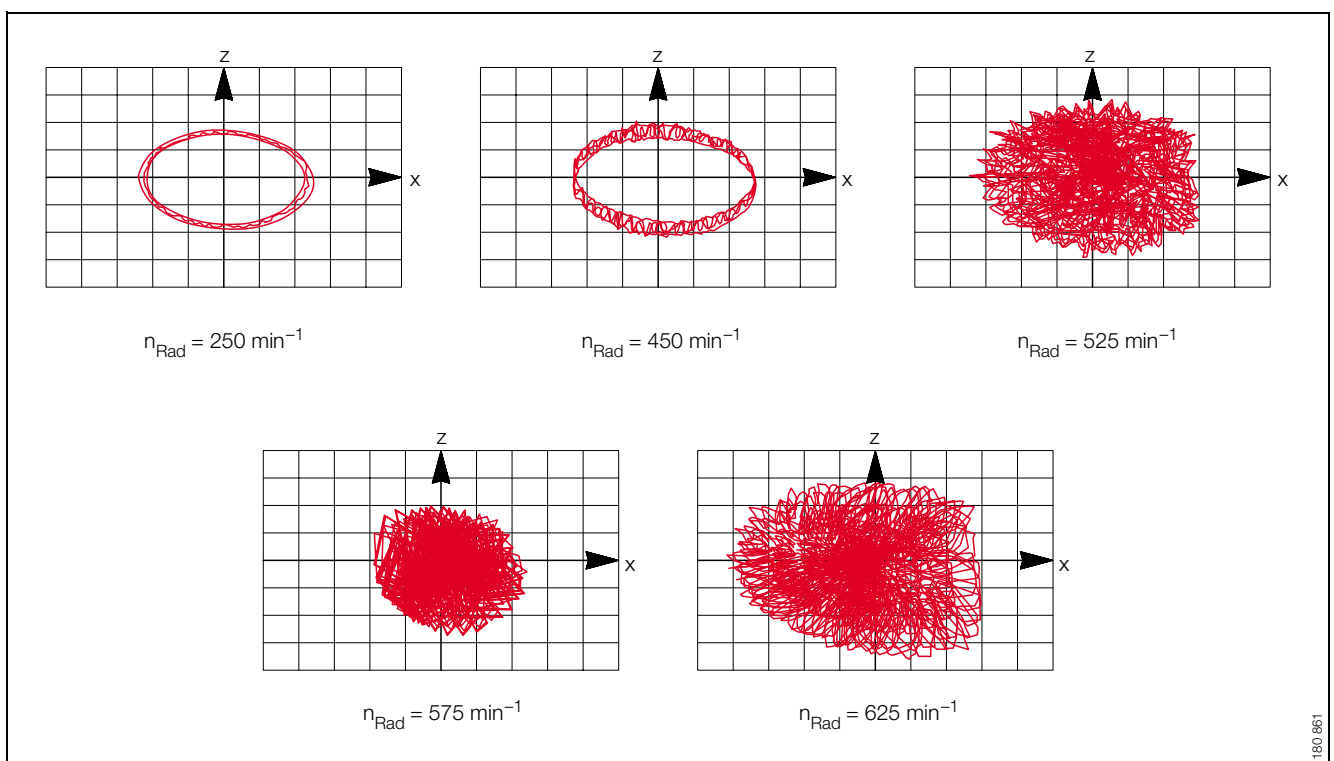 z
x
n_Rad = 250 min⁻¹
z
x
n_Rad = 450 min⁻¹
z
x
n_Rad = 525 min⁻¹
z
x
n_Rad = 575 min⁻¹
z
x
n_Rad = 625 min⁻¹
180 861